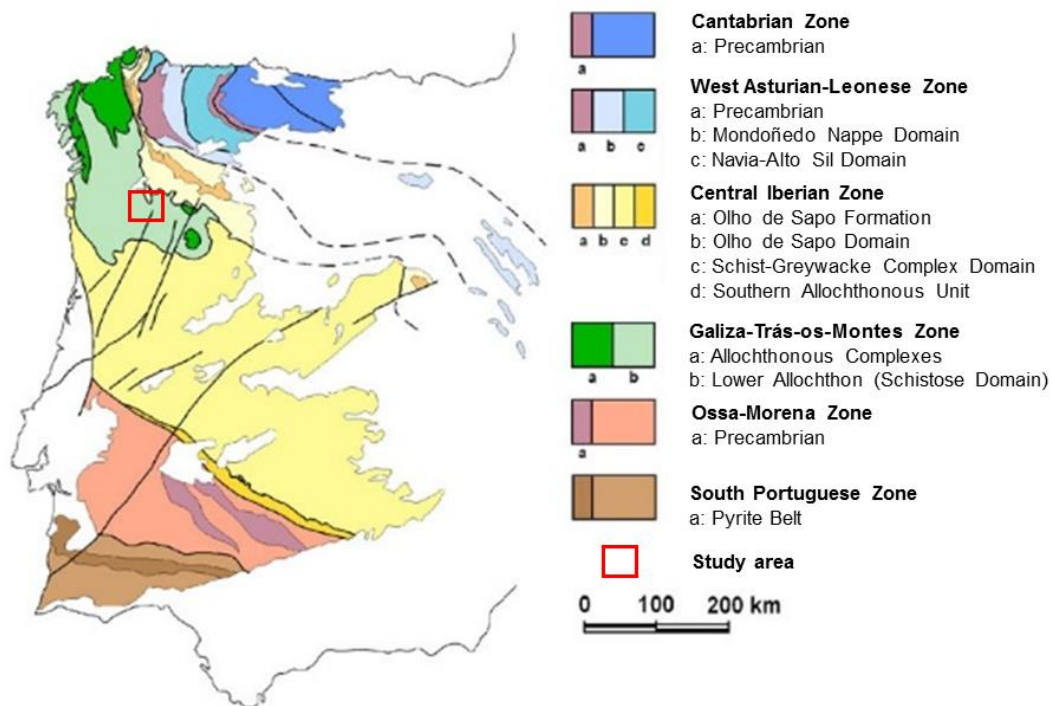 Cantabrian Zone
a: Precambrian
a
West Asturian-Leonese Zone
a: Precambrian
b: Mondoñedo Nappe Domain
c: Navia-Alto Sil Domain
a b c
Central Iberian Zone
a: Olho de Sapo Formation
b: Olho de Sapo Domain
c: Schist-Greywacke Complex Domain
d: Southern Allochthonous Unit
a b c d
Galiza-Trás-os-Montes Zone
a: Allochthonous Complexes
b: Lower Allochthon (Schistose Domain)
a b
Ossa-Morena Zone
a: Precambrian
a
South Portuguese Zone
a: Pyrite Belt
Study area
0 100 200 km